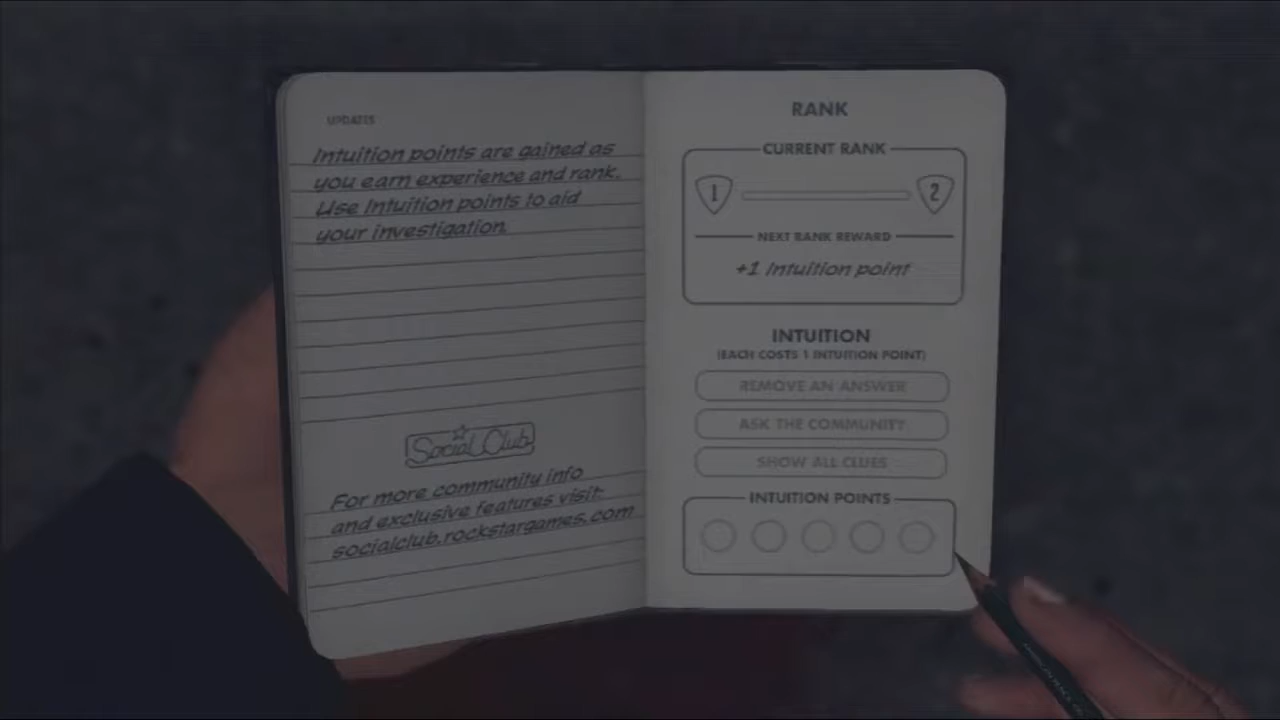 UPDATES
Intuition points are gained as
you earn experience and rank.
Use Intuition points to aid
your investigation.
Social Club
For more community info
and exclusive features visit:
socialclub.rockstargames.com
RANK
CURRENT RANK
1 2
NEXT RANK REWARD
+1 Intuition point
INTUITION
(EACH COSTS 1 INTUITION POINT)
REMOVE AN ANSWER
ASK THE COMMUNITY
SHOW ALL CLUES
INTUITION POINTS